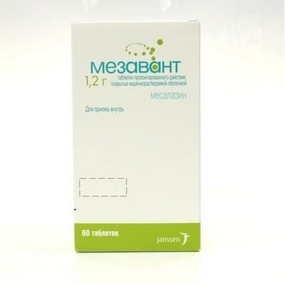 мезавант
1,2 г
таблетки пролонгированного действия,
покрытые кишечнорастворимой оболочкой
месалазин
Для приема внутрь
60 таблеток
janssen